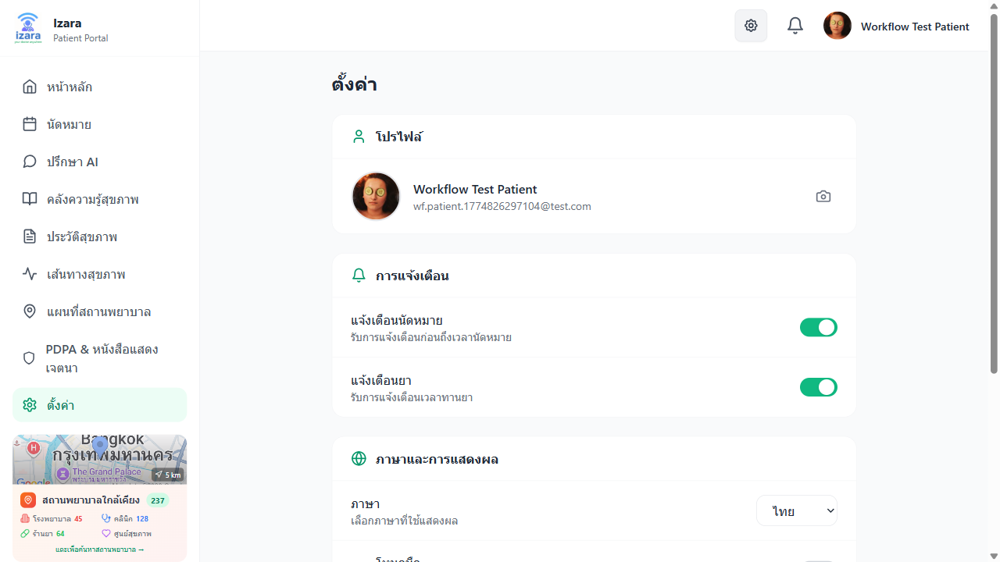 izara
Izara
Patient Portal
Workflow Test Patient
หน้าหลัก
นัดหมาย
ปรึกษา AI
คลังความรู้สุขภาพ
ประวัติสุขภาพ
เส้นทางสุขภาพ
แผนที่สถานพยาบาล
PDPA & หนังสือแสดง
เจตนา
ตั้งค่า
Bangkok
กรุงเทพมหานคร
The Grand Palace
พระบรมมหาราชวัง
Google
5 km
สถานพยาบาลใกล้เคียง 237
โรงพยาบาล 45
คลินิก 128
ร้านยา 64
ศูนย์สุขภาพ
แตะเพื่อค้นหาสถานพยาบาล →
ตั้งค่า
โปรไฟล์
Workflow Test Patient
wf.patient.1774826297104@test.com
การแจ้งเตือน
แจ้งเตือนนัดหมาย
รับการแจ้งเตือนก่อนถึงเวลานัดหมาย
แจ้งเตือนยา
รับการแจ้งเตือนเวลาทานยา
ภาษาและการแสดงผล
ภาษา
เลือกภาษาที่ใช้แสดงผล
ไทย